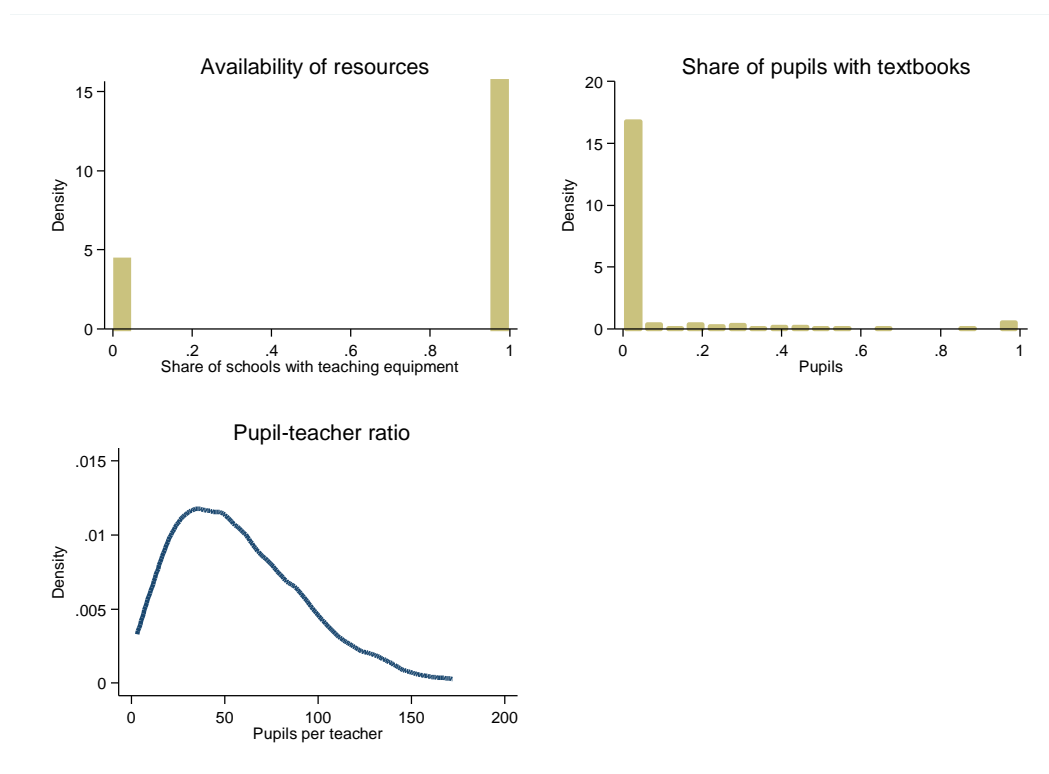 Availability of resources
Density
15
10
5
0
0 .2 .4 .6 .8 1
Share of schools with teaching equipment
Share of pupils with textbooks
Density
20
15
10
5
0
0 .2 .4 .6 .8 1
Pupils
Pupil-teacher ratio
Density
.015
.01
.005
0
0 50 100 150 200
Pupils per teacher